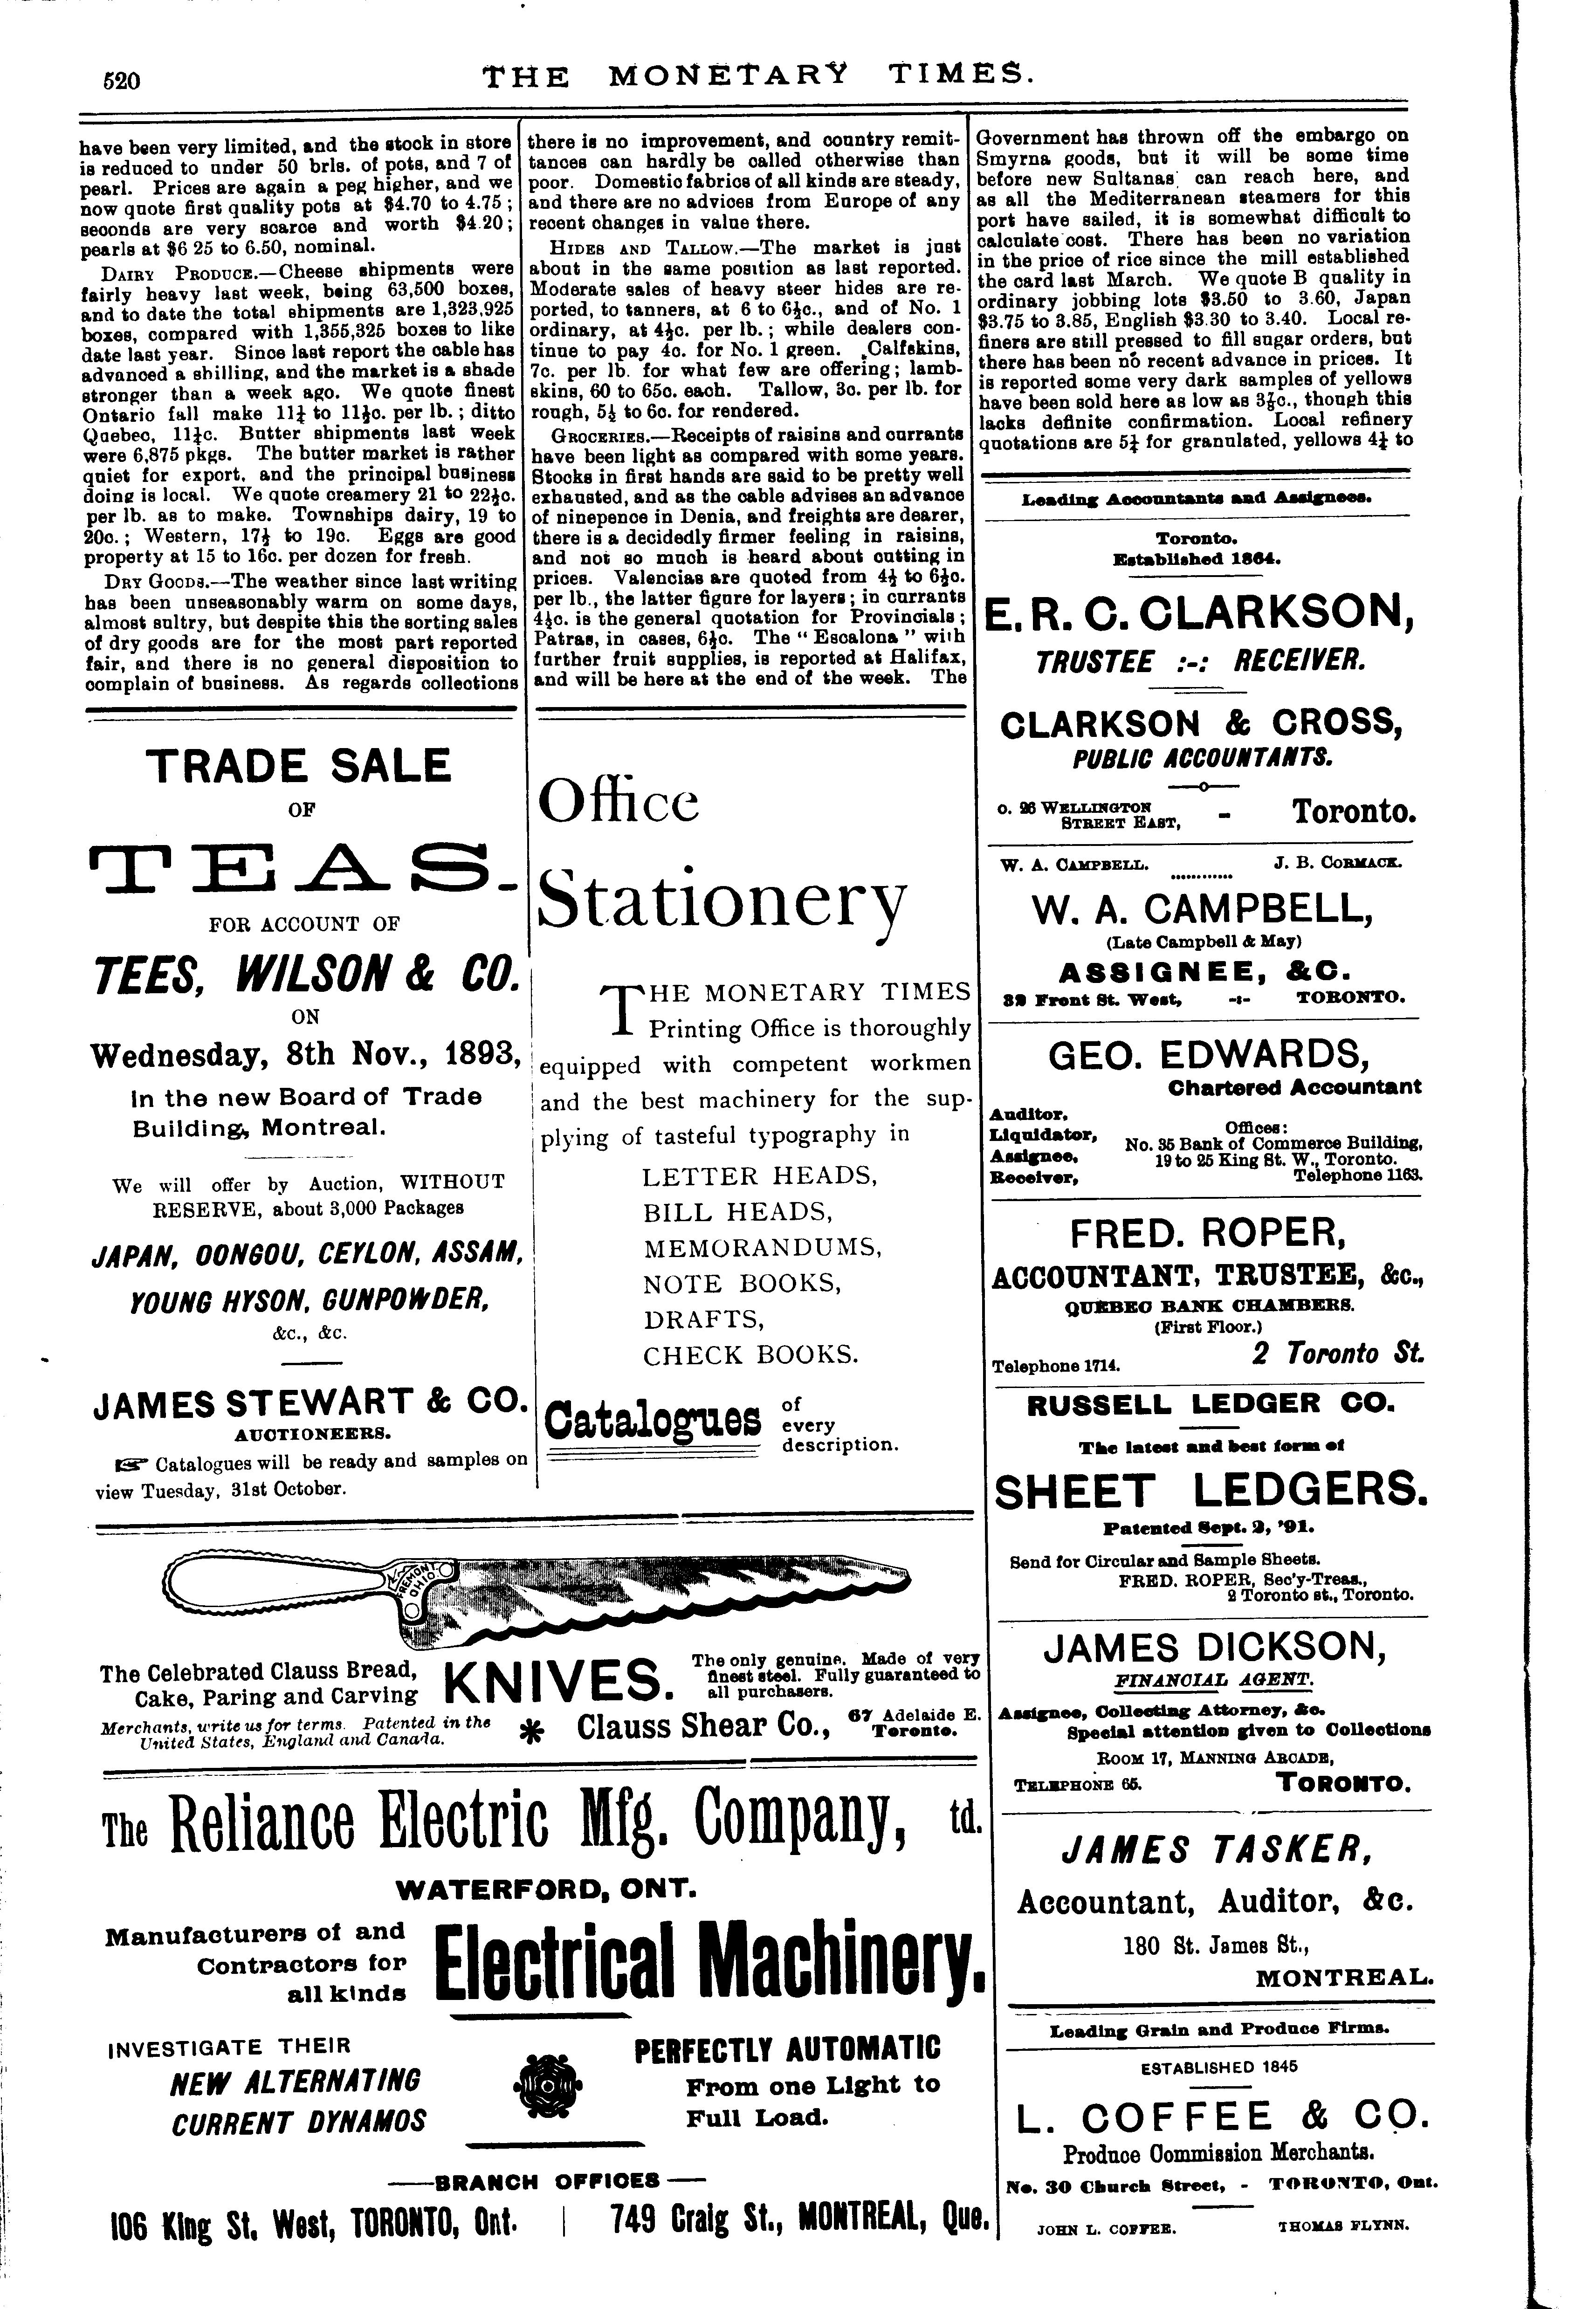 520
THE MONETARY TIMES.
have been very limited, and the stock in store
is reduced to under 50 brls. of pots, and 7 of
pearl. Prices are again a peg higher, and we
now quote first quality pots at $4.70 to 4.75;
seconds are very scarce and worth $4.20;
pearls at $6 25 to 6.50, nominal.
DAIRY PRODUCE.—Cheese shipments were
fairly heavy last week, being 63,500 boxes,
and to date the total shipments are 1,323,925
boxes, compared with 1,355,325 boxes to like
date last year. Since last report the cable has
advanced a shilling, and the market is a shade
stronger than a week ago. We quote finest
Ontario fall make 11¼ to 11½c. per lb.; ditto
Quebec, 11¼c. Butter shipments last week
were 6,875 pkgs. The butter market is rather
quiet for export, and the principal business
doing is local. We quote creamery 21 to 22½c.
per lb. as to make. Townships dairy, 19 to
20c.; Western, 17½ to 19c. Eggs are good
property at 15 to 16c. per dozen for fresh.
DRY GOODS.—The weather since last writing
has been unseasonably warm on some days,
almost sultry, but despite this the sorting sales
of dry goods are for the most part reported
fair, and there is no general disposition to
complain of business. As regards collections
there is no improvement, and country remit-
tances can hardly be called otherwise than
poor. Domestic fabrics of all kinds are steady,
and there are no advices from Europe of any
recent changes in value there.
HIDES AND TALLOW.—The market is just
about in the same position as last reported.
Moderate sales of heavy steer hides are re-
ported, to tanners, at 6 to 6½c., and of No. 1
ordinary, at 4½c. per lb.; while dealers con-
tinue to pay 4c. for No. 1 green. Calfskins,
7c. per lb. for what few are offering; lamb-
skins, 60 to 65c. each. Tallow, 3c. per lb. for
rough, 5½ to 6c. for rendered.
GROCERIES.—Receipts of raisins and currants
have been light as compared with some years.
Stocks in first hands are said to be pretty well
exhausted, and as the cable advises an advance
of ninepence in Denia, and freights are dearer,
there is a decidedly firmer feeling in raisins,
and not so much is heard about cutting in
prices. Valencias are quoted from 4½ to 6½c.
per lb., the latter figure for layers; in currants
4½c. is the general quotation for Provincials;
Patras, in cases, 6½c. The "Escalona" with
further fruit supplies, is reported at Halifax,
and will be here at the end of the week. The
Government has thrown off the embargo on
Smyrna goods, but it will be some time
before new Sultanas can reach here, and
as all the Mediterranean steamers for this
port have sailed, it is somewhat difficult to
calculate cost. There has been no variation
in the price of rice since the mill established
the card last March. We quote B quality in
ordinary jobbing lots $3.50 to 3.60, Japan
$3.75 to 3.85, English $3.30 to 3.40. Local re-
finers are still pressed to fill sugar orders, but
there has been no recent advance in prices. It
is reported some very dark samples of yellows
have been sold here as low as 3⅞c., though this
lacks definite confirmation. Local refinery
quotations are 5¼ for granulated, yellows 4¼ to
TRADE SALE
OF
TEAS.
FOR ACCOUNT OF
TEES, WILSON & CO.
ON
Wednesday, 8th Nov., 1893,
In the new Board of Trade
Building, Montreal.
We will offer by Auction, WITHOUT
RESERVE, about 3,000 Packages
JAPAN, OONGOU, CEYLON, ASSAM,
YOUNG HYSON, GUNPOWDER,
&c., &c.
JAMES STEWART & CO.
AUCTIONEERS.
☞ Catalogues will be ready and samples on
view Tuesday, 31st October.
Office
Stationery
THE MONETARY TIMES
Printing Office is thoroughly
equipped with competent workmen
and the best machinery for the sup-
plying of tasteful typography in
LETTER HEADS,
BILL HEADS,
MEMORANDUMS,
NOTE BOOKS,
DRAFTS,
CHECK BOOKS.
Catalogues of
every
description.
FREMONT
OHIO
The Celebrated Clauss Bread,
Cake, Paring and Carving
KNIVES.
The only genuine. Made of very
finest steel. Fully guaranteed to
all purchasers.
Merchants, write us for terms. Patented in the
United States, England and Canada.
* Clauss Shear Co.,
67 Adelaide E.
Toronto.
The Reliance Electric Mfg. Company, td.
WATERFORD, ONT.
Manufacturers of and
Contractors for
all kinds
Electrical Machinery.
INVESTIGATE THEIR
NEW ALTERNATING
CURRENT DYNAMOS
PERFECTLY AUTOMATIC
From one Light to
Full Load.
—BRANCH OFFICES—
106 King St. West, TORONTO, Ont. | 749 Craig St., MONTREAL, Que.
Leading Accountants and Assignees.
Toronto.
Established 1864.
E. R. C. CLARKSON,
TRUSTEE :-: RECEIVER.
CLARKSON & CROSS,
PUBLIC ACCOUNTANTS.
o. 26 WELLINGTON
STREET EAST, - Toronto.
W. A. CAMPBELL. J. B. CORMACK.
W. A. CAMPBELL,
(Late Campbell & May)
ASSIGNEE, &C.
32 Front St. West, -:- TORONTO.
GEO. EDWARDS,
Chartered Accountant
Auditor.
Liquidator,
Assignee,
Receiver,
Offices:
No. 35 Bank of Commerce Building,
19 to 25 King St. W., Toronto.
Telephone 1163.
FRED. ROPER,
ACCOUNTANT, TRUSTEE, &c.,
QUEBEC BANK CHAMBERS.
(First Floor.)
Telephone 1714. 2 Toronto St.
RUSSELL LEDGER CO.
The latest and best form of
SHEET LEDGERS.
Patented Sept. 2, '91.
Send for Circular and Sample Sheets.
FRED. ROPER, Sec'y-Treas.,
2 Toronto st., Toronto.
JAMES DICKSON,
FINANCIAL AGENT.
Assignee, Collecting Attorney, &c.
Special attention given to Collections
ROOM 17, MANNING ARCADE,
TELEPHONE 65. TORONTO.
JAMES TASKER,
Accountant, Auditor, &c.
180 St. James St.,
MONTREAL.
Leading Grain and Produce Firms.
ESTABLISHED 1845
L. COFFEE & CO.
Produce Commission Merchants.
No. 30 Church Street, - TORONTO, Ont.
JOHN L. COFFEE. THOMAS FLYNN.